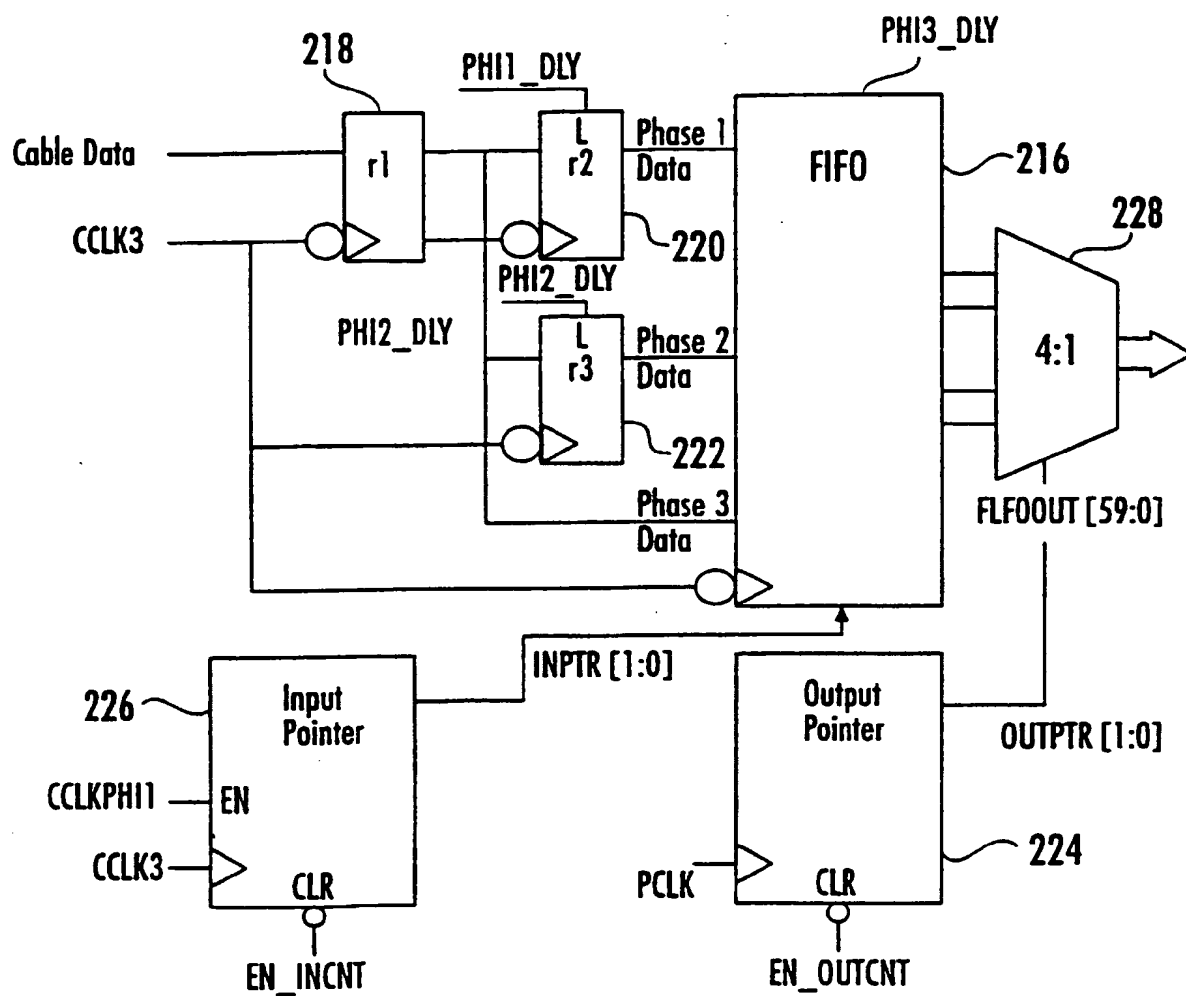 PHI3_DLY
218
PHI1_DLY
Cable Data
r1
L
r2
Phase 1
Data
FIFO
216
CCLK3
220
228
PHI2_DLY
PHI2_DLY
L
r3
Phase 2
Data
4:1
222
Phase 3
Data
FLFOOUT [59:0]
INPTR [1:0]
226
Input
Pointer
Output
Pointer
OUTPTR [1:0]
CCLKPHI1
EN
CCLK3
CLR
PCLK
CLR
224
EN_INCNT
EN_OUTCNT